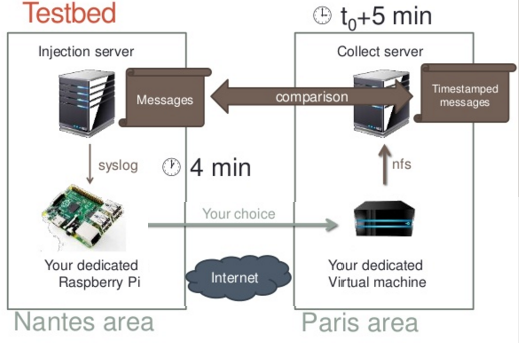 Testbed
t₀+5 min
Injection server
Collect server
Messages
comparison
Timestamped
messages
syslog
4 min
nfs
Your choice
Your dedicated
Raspberry Pi
Internet
Your dedicated
Virtual machine
Nantes area
Paris area